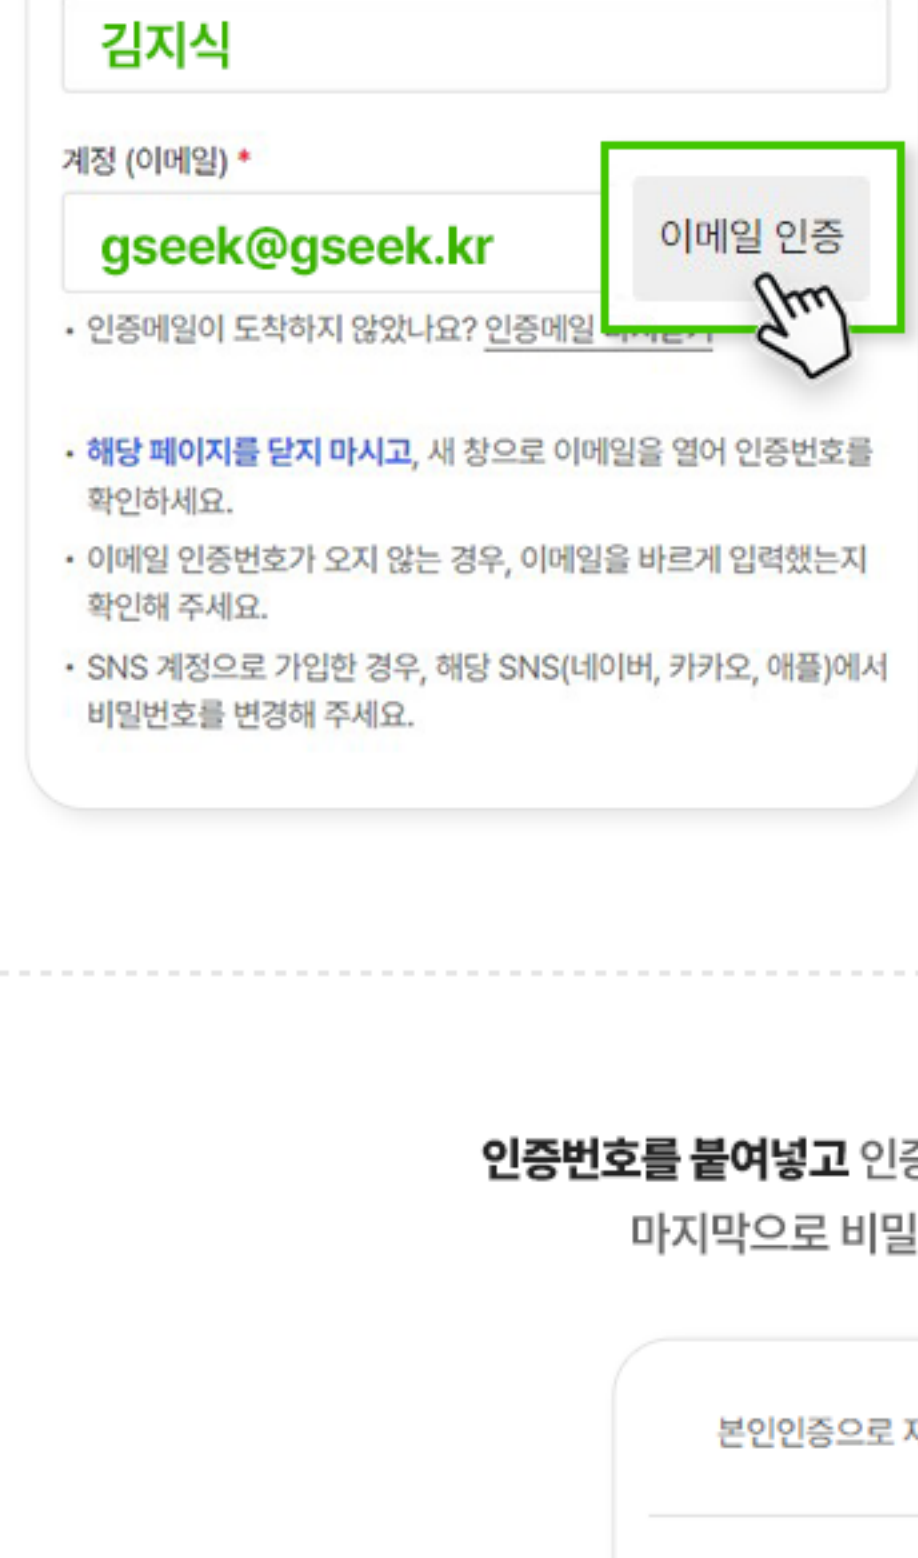 김지식
계정 (이메일) *
gseek@gseek.kr
이메일 인증
• 인증메일이 도착하지 않았나요? 인증메일
• 해당 페이지를 닫지 마시고, 새 창으로 이메일을 열어 인증번호를
확인하세요.
• 이메일 인증번호가 오지 않는 경우, 이메일을 바르게 입력했는지
확인해 주세요.
• SNS 계정으로 가입한 경우, 해당 SNS(네이버, 카카오, 애플)에서
비밀번호를 변경해 주세요.
인증번호를 붙여넣고 인증
마지막으로 비밀
본인인증으로